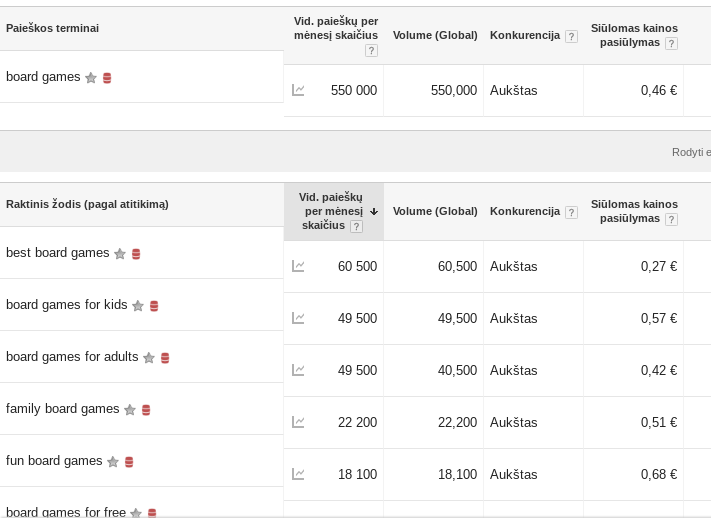 Paieškos terminai Vid. paieškų per mėnesį skaičius ? Volume (Global) Konkurencija ? Siūlomas kainos pasiūlymas ?
board games 550 000 550,000 Aukštas 0,46 €
Rodyti e
Raktinis žodis (pagal atitikimą) Vid. paieškų per mėnesį skaičius ? Volume (Global) Konkurencija ? Siūlomas kainos pasiūlymas ?
best board games 60 500 60,500 Aukštas 0,27 €
board games for kids 49 500 49,500 Aukštas 0,57 €
board games for adults 49 500 40,500 Aukštas 0,42 €
family board games 22 200 22,200 Aukštas 0,51 €
fun board games 18 100 18,100 Aukštas 0,68 €
board games for free